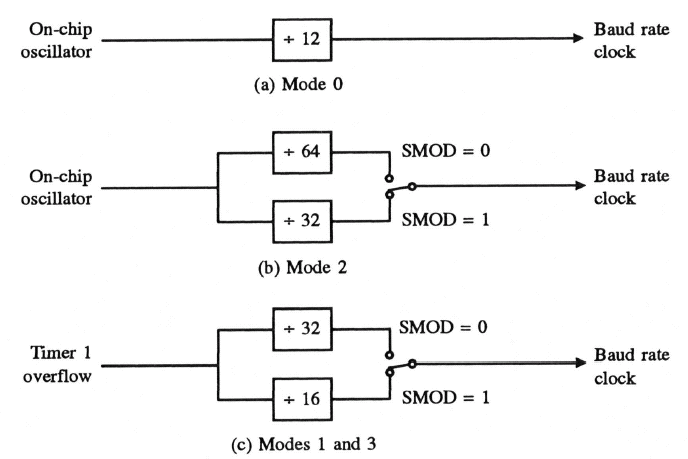 On-chip
oscillator
÷ 12
Baud rate
clock
(a) Mode 0
÷ 64
SMOD = 0
On-chip
oscillator
Baud rate
clock
÷ 32
SMOD = 1
(b) Mode 2
÷ 32
SMOD = 0
Timer 1
overflow
Baud rate
clock
÷ 16
SMOD = 1
(c) Modes 1 and 3